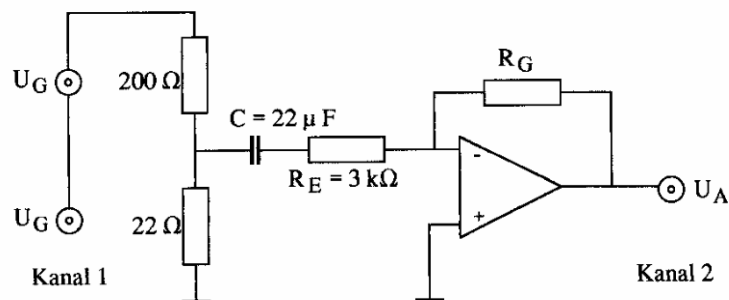 U_G
200 Ω
R_G
C = 22 µ F
-
R_E = 3 kΩ
+
U_A
U_G
22 Ω
Kanal 1
Kanal 2